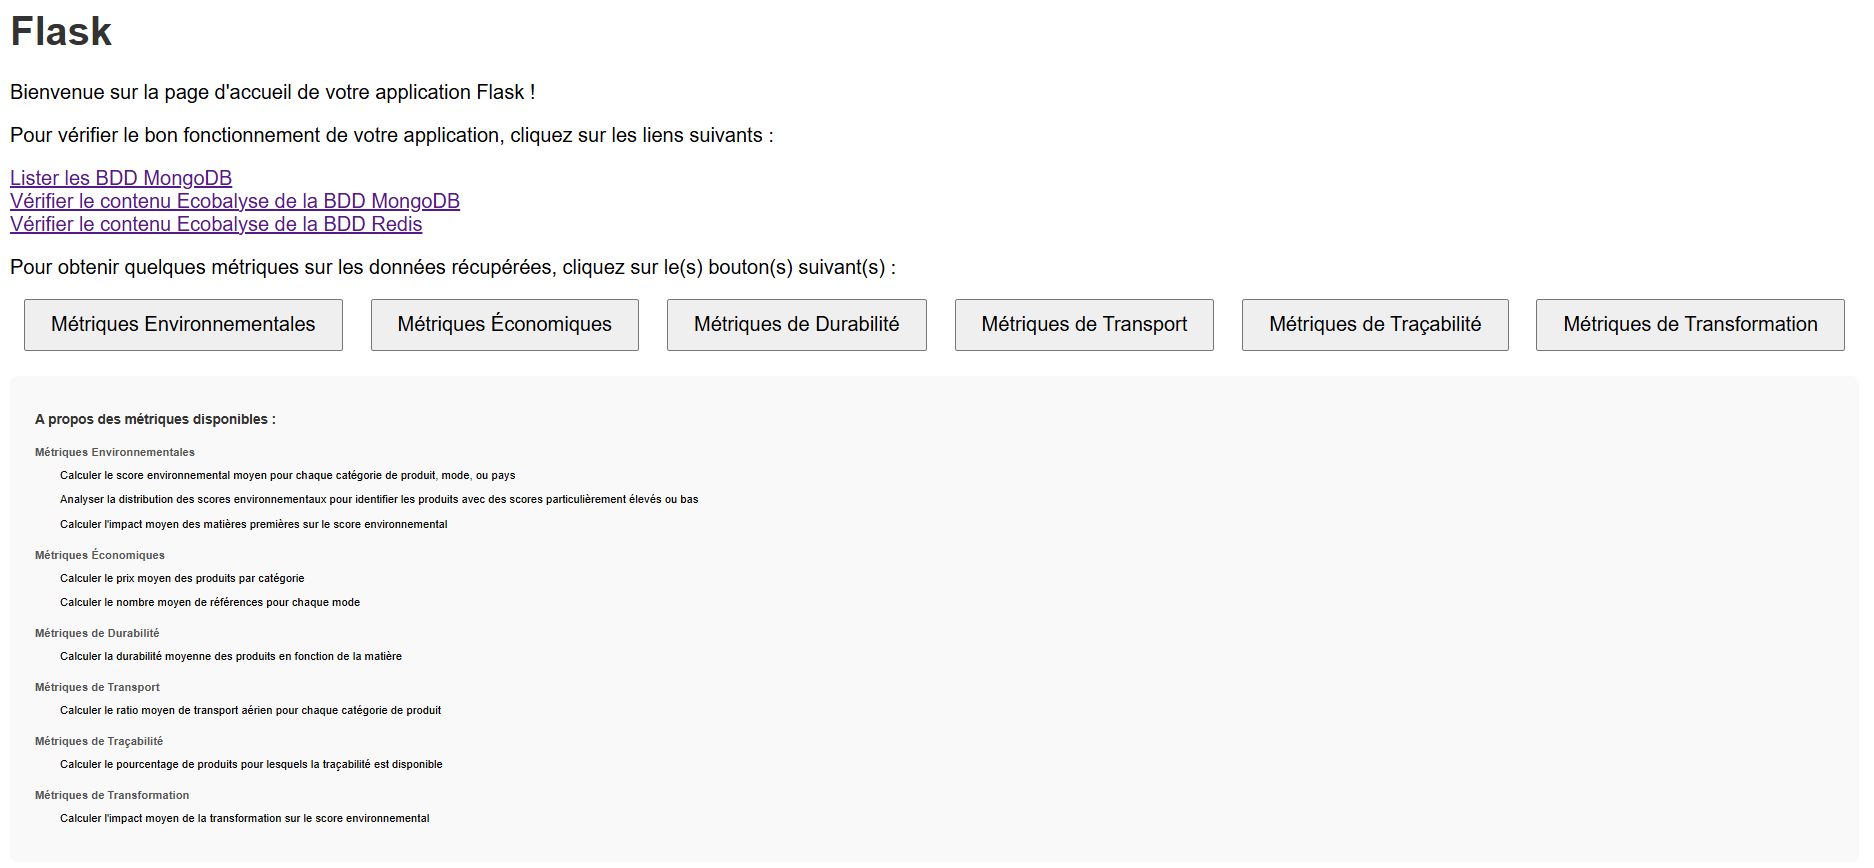 Flask
Bienvenue sur la page d'accueil de votre application Flask !
Pour vérifier le bon fonctionnement de votre application, cliquez sur les liens suivants :
Lister les BDD MongoDB
Vérifier le contenu Ecobalyse de la BDD MongoDB
Vérifier le contenu Ecobalyse de la BDD Redis
Pour obtenir quelques métriques sur les données récupérées, cliquez sur le(s) bouton(s) suivant(s) :
Métriques Environnementales Métriques Économiques Métriques de Durabilité Métriques de Transport Métriques de Traçabilité Métriques de Transformation
A propos des métriques disponibles :
Métriques Environnementales
Calculer le score environnemental moyen pour chaque catégorie de produit, mode, ou pays
Analyser la distribution des scores environnementaux pour identifier les produits avec des scores particulièrement élevés ou bas
Calculer l'impact moyen des matières premières sur le score environnemental
Métriques Économiques
Calculer le prix moyen des produits par catégorie
Calculer le nombre moyen de références pour chaque mode
Métriques de Durabilité
Calculer la durabilité moyenne des produits en fonction de la matière
Métriques de Transport
Calculer le ratio moyen de transport aérien pour chaque catégorie de produit
Métriques de Traçabilité
Calculer le pourcentage de produits pour lesquels la traçabilité est disponible
Métriques de Transformation
Calculer l'impact moyen de la transformation sur le score environnemental